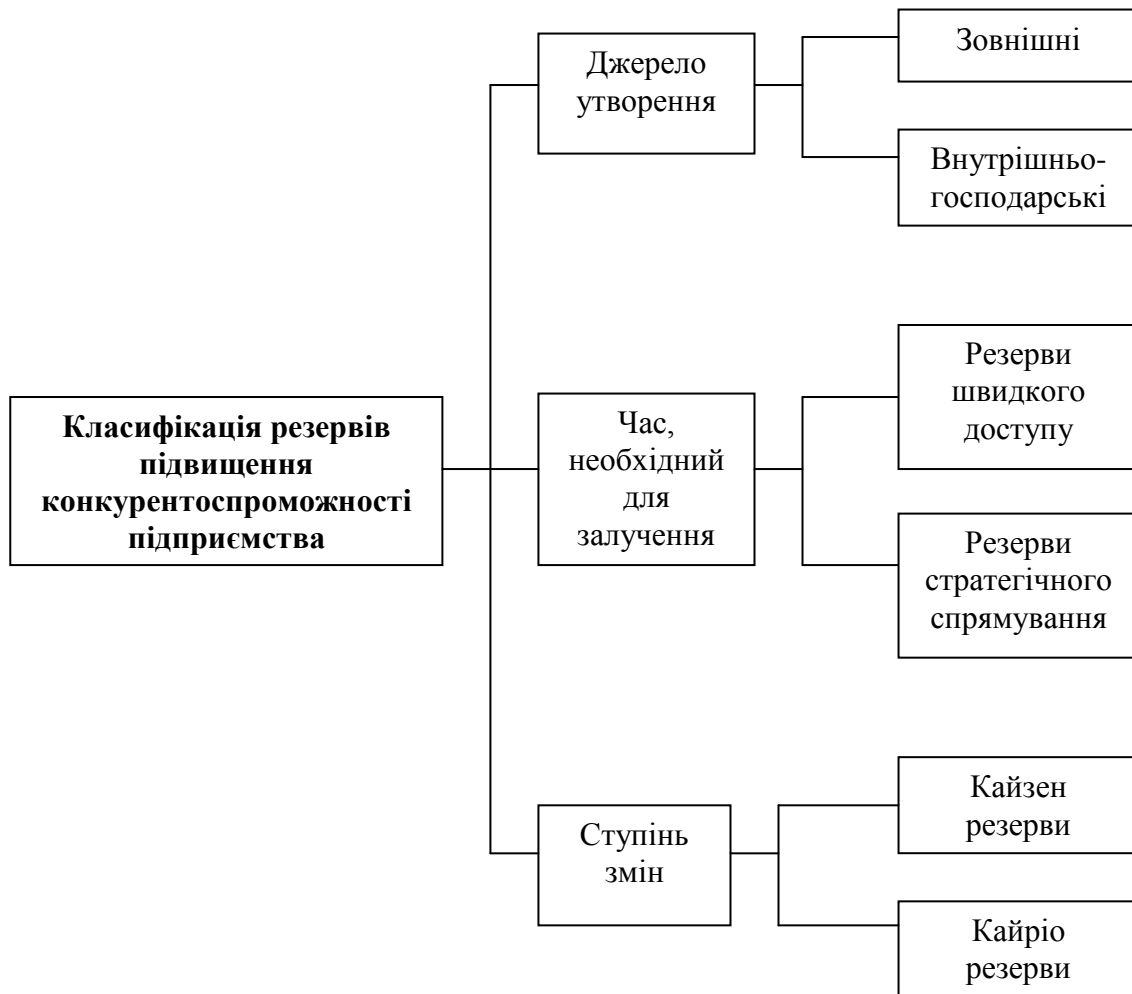 Класифікація резервів
підвищення
конкурентоспроможності
підприємства
Джерело
утворення
Зовнішні
Внутрішньо-
господарські
Час,
необхідний
для
залучення
Резерви
швидкого
доступу
Резерви
стратегічного
спрямування
Ступінь
змін
Кайзен
резерви
Кайріо
резерви